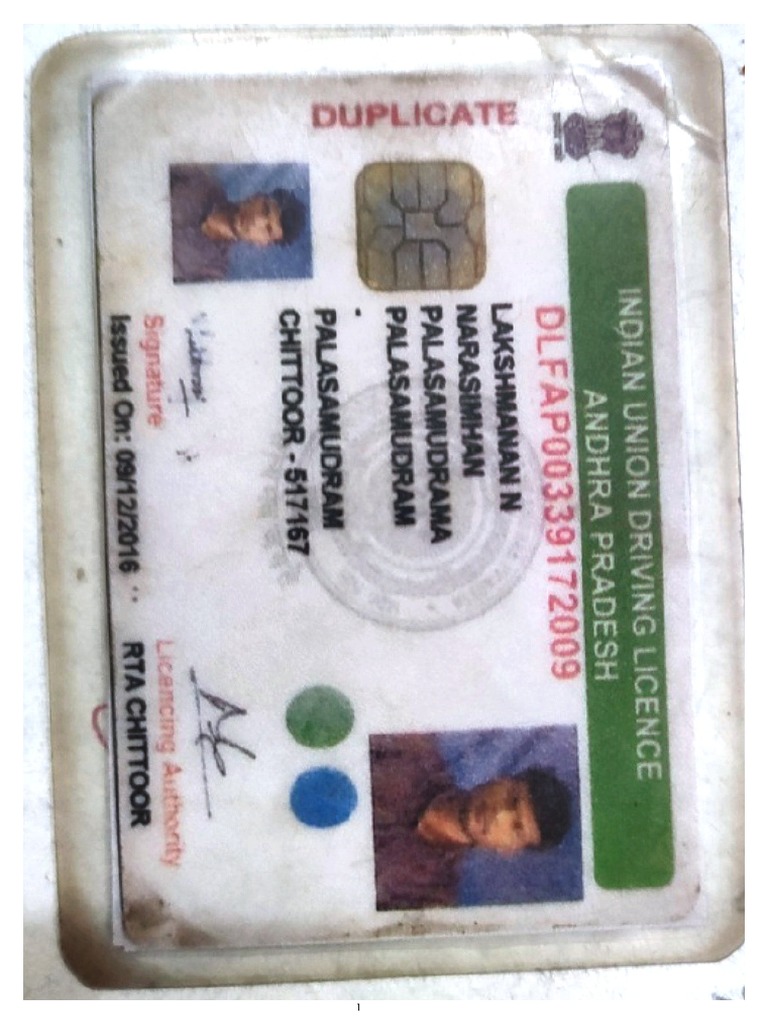 DUPLICATE
INDIAN UNION DRIVING LICENCE
ANDHRA PRADESH
DLFAP00339172009
LAKSHMANAN N
NARASIMHAN
PALASAMUDRAMA
PALASAMUDRAM
.
PALASAMUDRAM
CHITTOOR - 517167
Signature
Issued On: 09/12/2016
Licencing Authority
RTA CHITTOOR
1